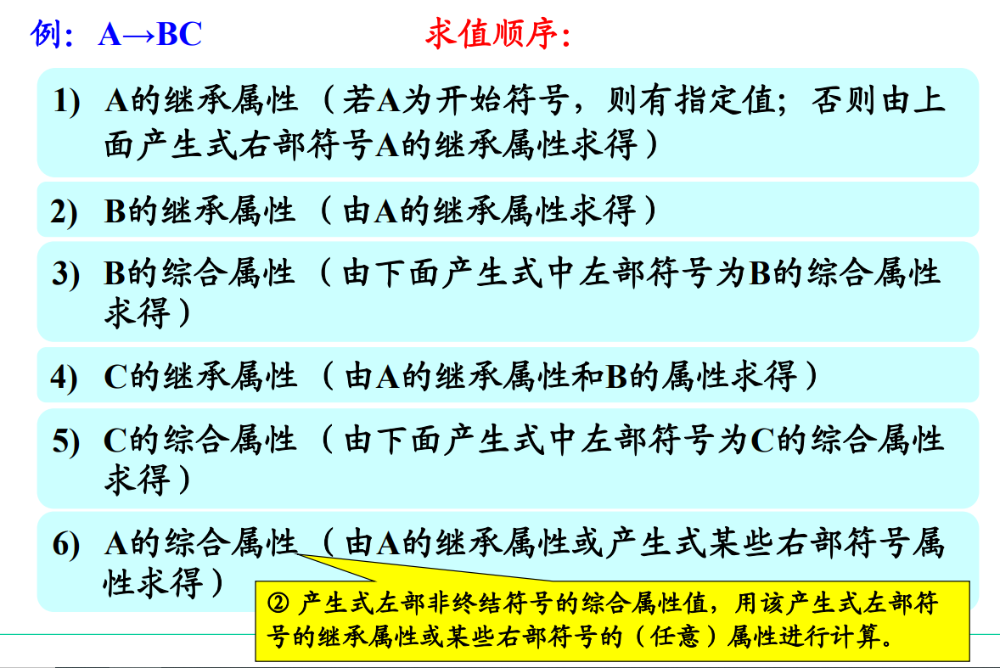 例：A→BC
求值顺序：
1) A的继承属性（若A为开始符号，则有指定值；否则由上
面产生式右部符号A的继承属性求得）
2) B的继承属性（由A的继承属性求得）
3) B的综合属性（由下面产生式中左部符号为B的综合属性
求得）
4) C的继承属性（由A的继承属性和B的属性求得）
5) C的综合属性（由下面产生式中左部符号为C的综合属性
求得）
6) A的综合属性（由A的继承属性或产生式某些右部符号属
性求得）
② 产生式左部非终结符号的综合属性值，用该产生式左部符
号的继承属性或某些右部符号的（任意）属性进行计算。